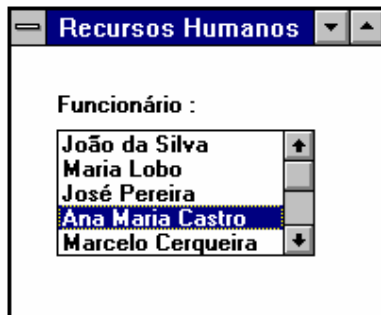 Recursos Humanos
Funcionário :
João da Silva
Maria Lobo
José Pereira
Ana Maria Castro
Marcelo Cerqueira